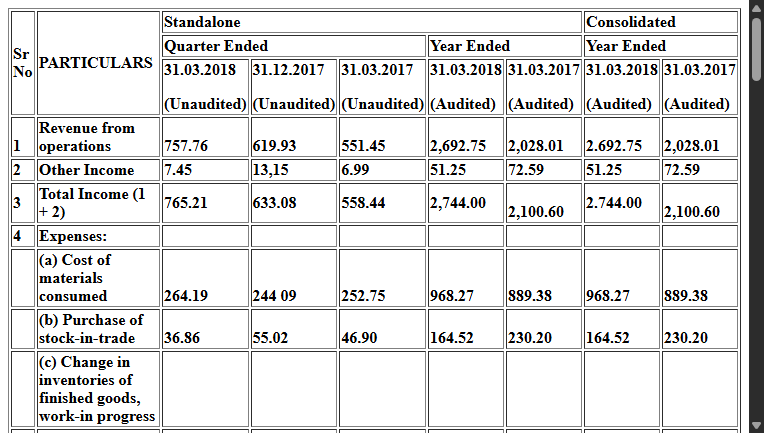 Standalone Consolidated
Sr No PARTICULARS Quarter Ended Year Ended Year Ended
31.03.2018 31.12.2017 31.03.2017 31.03.2018 31.03.2017 31.03.2018 31.03.2017
(Unaudited) (Unaudited) (Unaudited) (Audited) (Audited) (Audited) (Audited)
Revenue from
1 operations 757.76 619.93 551.45 2,692.75 2,028.01 2.692.75 2,028.01
2 Other Income 7.45 13,15 6.99 51.25 72.59 51.25 72.59
3 Total Income (1
+ 2) 765.21 633.08 558.44 2,744.00 2,100.60 2.744.00 2,100.60
4 Expenses:
(a) Cost of
materials
consumed 264.19 244 09 252.75 968.27 889.38 968.27 889.38
(b) Purchase of
stock-in-trade 36.86 55.02 46.90 164.52 230.20 164.52 230.20
(c) Change in
inventories of
finished goods,
work-in progress